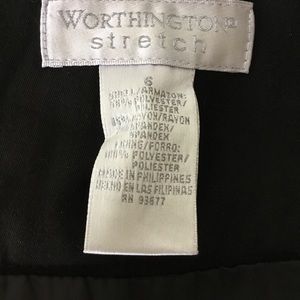 WORTHINGTON®
stretch
6
SHELL/ARMAZON:
POLYESTER/
POLIESTER
RAYON/RAYON
SPANDEX/
SPANDEX
LINING/FORRO:
100% POLYESTER/
POLIESTER
MADE IN PHILIPPINES
HECHO EN LAS FILIPINAS
RN 93677